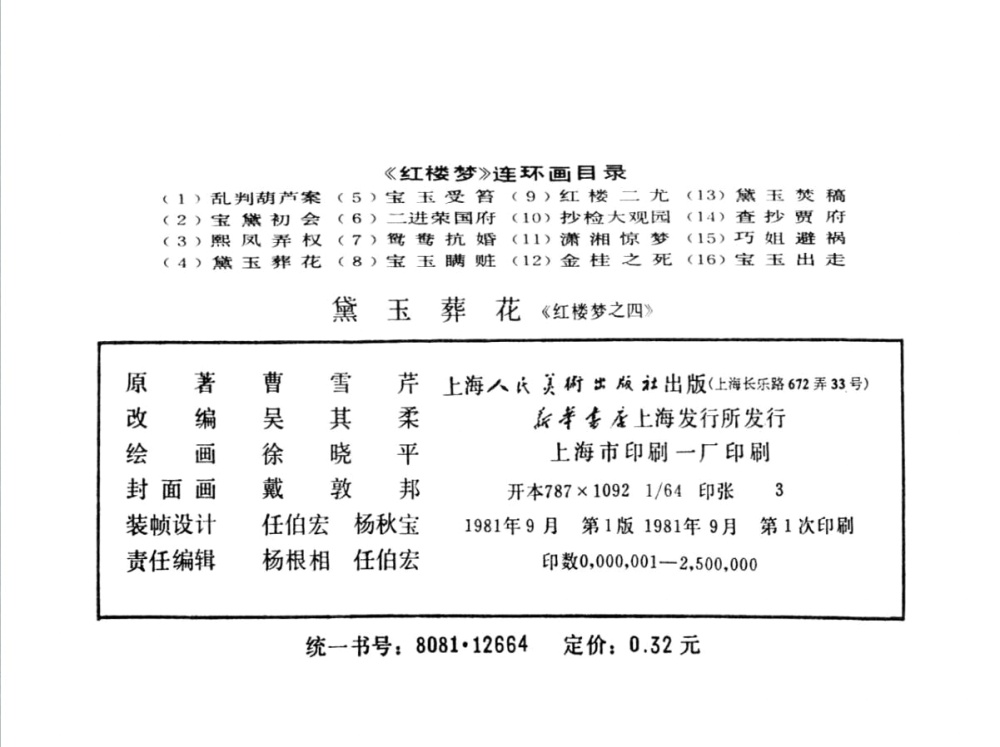 《红楼梦》连环画目录
（1）乱判葫芦案（5）宝玉受笞（9）红楼二尤（13）黛玉焚稿
（2）宝黛初会（6）二进荣国府（10）抄检大观园（14）查抄贾府
（3）熙凤弄权（7）鸳鸯抗婚（11）潇湘惊梦（15）巧姐避祸
（4）黛玉葬花（8）宝玉瞒赃（12）金桂之死（16）宝玉出走
黛玉葬花《红楼梦之四》
原著 曹雪芹 上海人民美術出版社出版（上海长乐路672弄33号）
改编 吴其柔 新華書店上海发行所发行
绘画 徐晓平 上海市印刷一厂印刷
封面画 戴敦邦 开本787×1092 1/64 印张 3
装帧设计 任伯宏 杨秋宝 1981年9月 第1版 1981年9月 第1次印刷
责任编辑 杨根相 任伯宏 印数0,000,001—2,500,000
统一书号：8081·12664 定价：0.32元